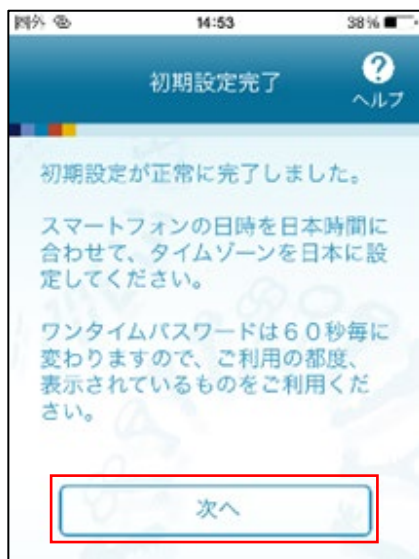 圏外 14:53 38%
初期設定完了
?
ヘルプ
初期設定が正常に完了しました。
スマートフォンの日時を日本時間に
合わせて、タイムゾーンを日本に設
定してください。
ワンタイムパスワードは６０秒毎に
変わりますので、ご利用の都度、
表示されているものをご利用くだ
さい。
次へ